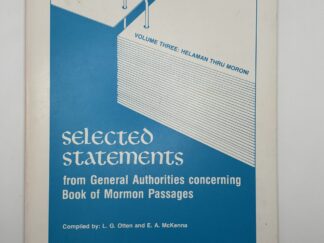 VOLUME THREE: HELAMAN THRU MORONI
selected
statements
from General Authorities concerning
Book of Mormon Passages
Compiled by: L. G. Otten and E. A. McKenna